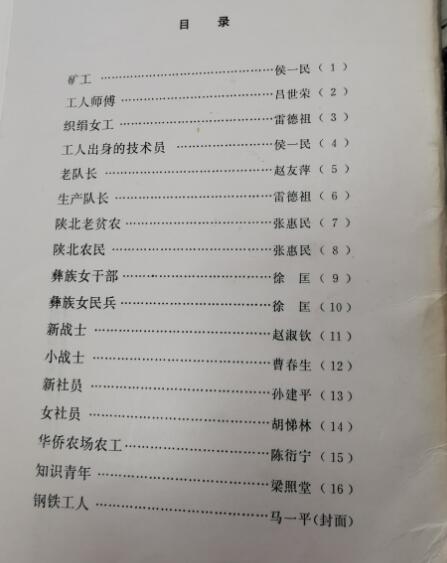 目 录
矿工 ……………………………… 侯一民 ( 1 )
工人师傅 ………………………… 吕世荣 ( 2 )
织绢女工 ………………………… 雷德祖 ( 3 )
工人出身的技术员 ……………… 侯一民 ( 4 )
老队长 …………………………… 赵友萍 ( 5 )
生产队长 ………………………… 雷德祖 ( 6 )
陕北老贫农 ……………………… 张惠民 ( 7 )
陕北农民 ………………………… 张惠民 ( 8 )
彝族女干部 ……………………… 徐 匡 ( 9 )
彝族女民兵 ……………………… 徐 匡 (10)
新战士 …………………………… 赵淑钦 (11)
小战士 …………………………… 曹春生 (12)
新社员 …………………………… 孙建平 (13)
女社员 …………………………… 胡悌林 (14)
华侨农场农工 …………………… 陈衍宁 (15)
知识青年 ………………………… 梁照堂 (16)
钢铁工人 ………………………… 马一平(封面)